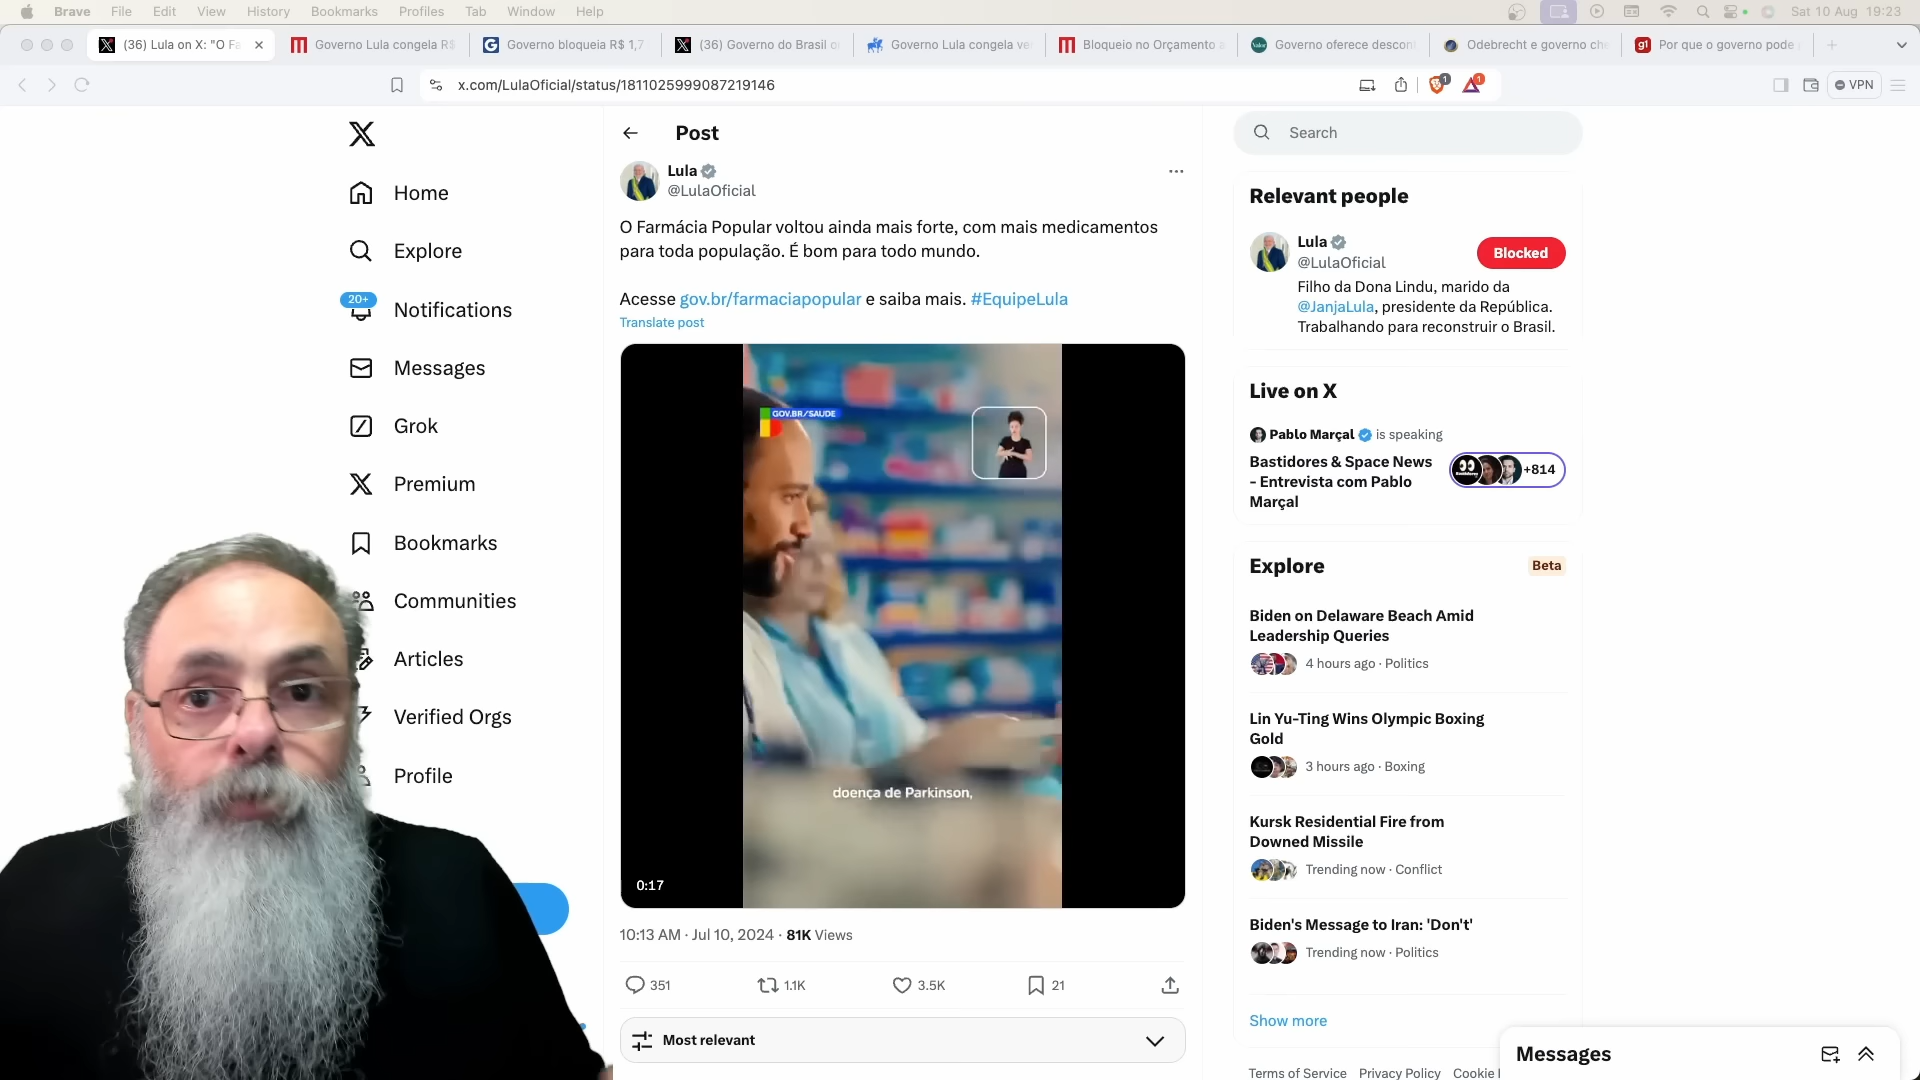 Brave File Edit View History Bookmarks Profiles Tab Window Help Sat 10 Aug 19:23
(36) Lula on X: "O Fa
Governo Lula congela R$
Governo bloqueia R$ 1,7
(36) Governo do Brasil o
Governo Lula congela ve
Bloqueio no Orçamento a
Governo oferece descon
Odebrecht e governo che
g1 Por que o governo pode
x.com/LulaOficial/status/1811025999087219146
1
1
VPN
Home
Explore
20+
Notifications
Messages
Grok
Premium
Bookmarks
Communities
Articles
Verified Orgs
Profile
Post
Lula
@LulaOficial
O Farmácia Popular voltou ainda mais forte, com mais medicamentos
para toda população. É bom para todo mundo.
Acesse gov.br/farmaciapopular e saiba mais. #EquipeLula
Translate post
GOV.BR/SAUDE
doença de Parkinson,
0:17
10:13 AM · Jul 10, 2024 · 81K Views
351 1.1K 3.5K 21
Most relevant
Search
Relevant people
Lula
@LulaOficial
Blocked
Filho da Dona Lindu, marido da
@JanjaLula, presidente da República.
Trabalhando para reconstruir o Brasil.
Live on X
Pablo Marçal is speaking
Bastidores & Space News
- Entrevista com Pablo
Marçal
+814
Explore
Beta
Biden on Delaware Beach Amid
Leadership Queries
4 hours ago · Politics
Lin Yu-Ting Wins Olympic Boxing
Gold
3 hours ago · Boxing
Kursk Residential Fire from
Downed Missile
Trending now · Conflict
Biden's Message to Iran: 'Don't'
Trending now · Politics
Show more
Terms of Service Privacy Policy Cookie
Messages